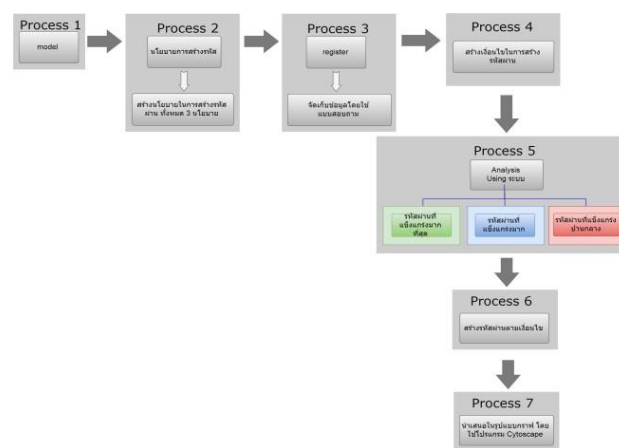 Process 1
model
Process 2
นโยบายการสร้างรหัส
สร้างนโยบายในการสร้างรหัส
ผ่าน ทั้งหมด 3 นโยบาย
Process 3
register
จัดเก็บข้อมูลโดยใช้
แบบสอบถาม
Process 4
สร้างเงื่อนไขในการสร้าง
รหัสผ่าน
Process 5
Analysis
Using ระบบ
รหัสผ่านที่
แข็งแกร่งมาก
ที่สุด
รหัสผ่านที่
แข็งแกร่งมาก
รหัสผ่านที่แข็งแกร่ง
ปานกลาง
Process 6
สร้างรหัสผ่านตามเงื่อนไข
Process 7
นำเสนอในรูปแบบกราฟ โดย
ใช้โปรแกรม Cytoscape